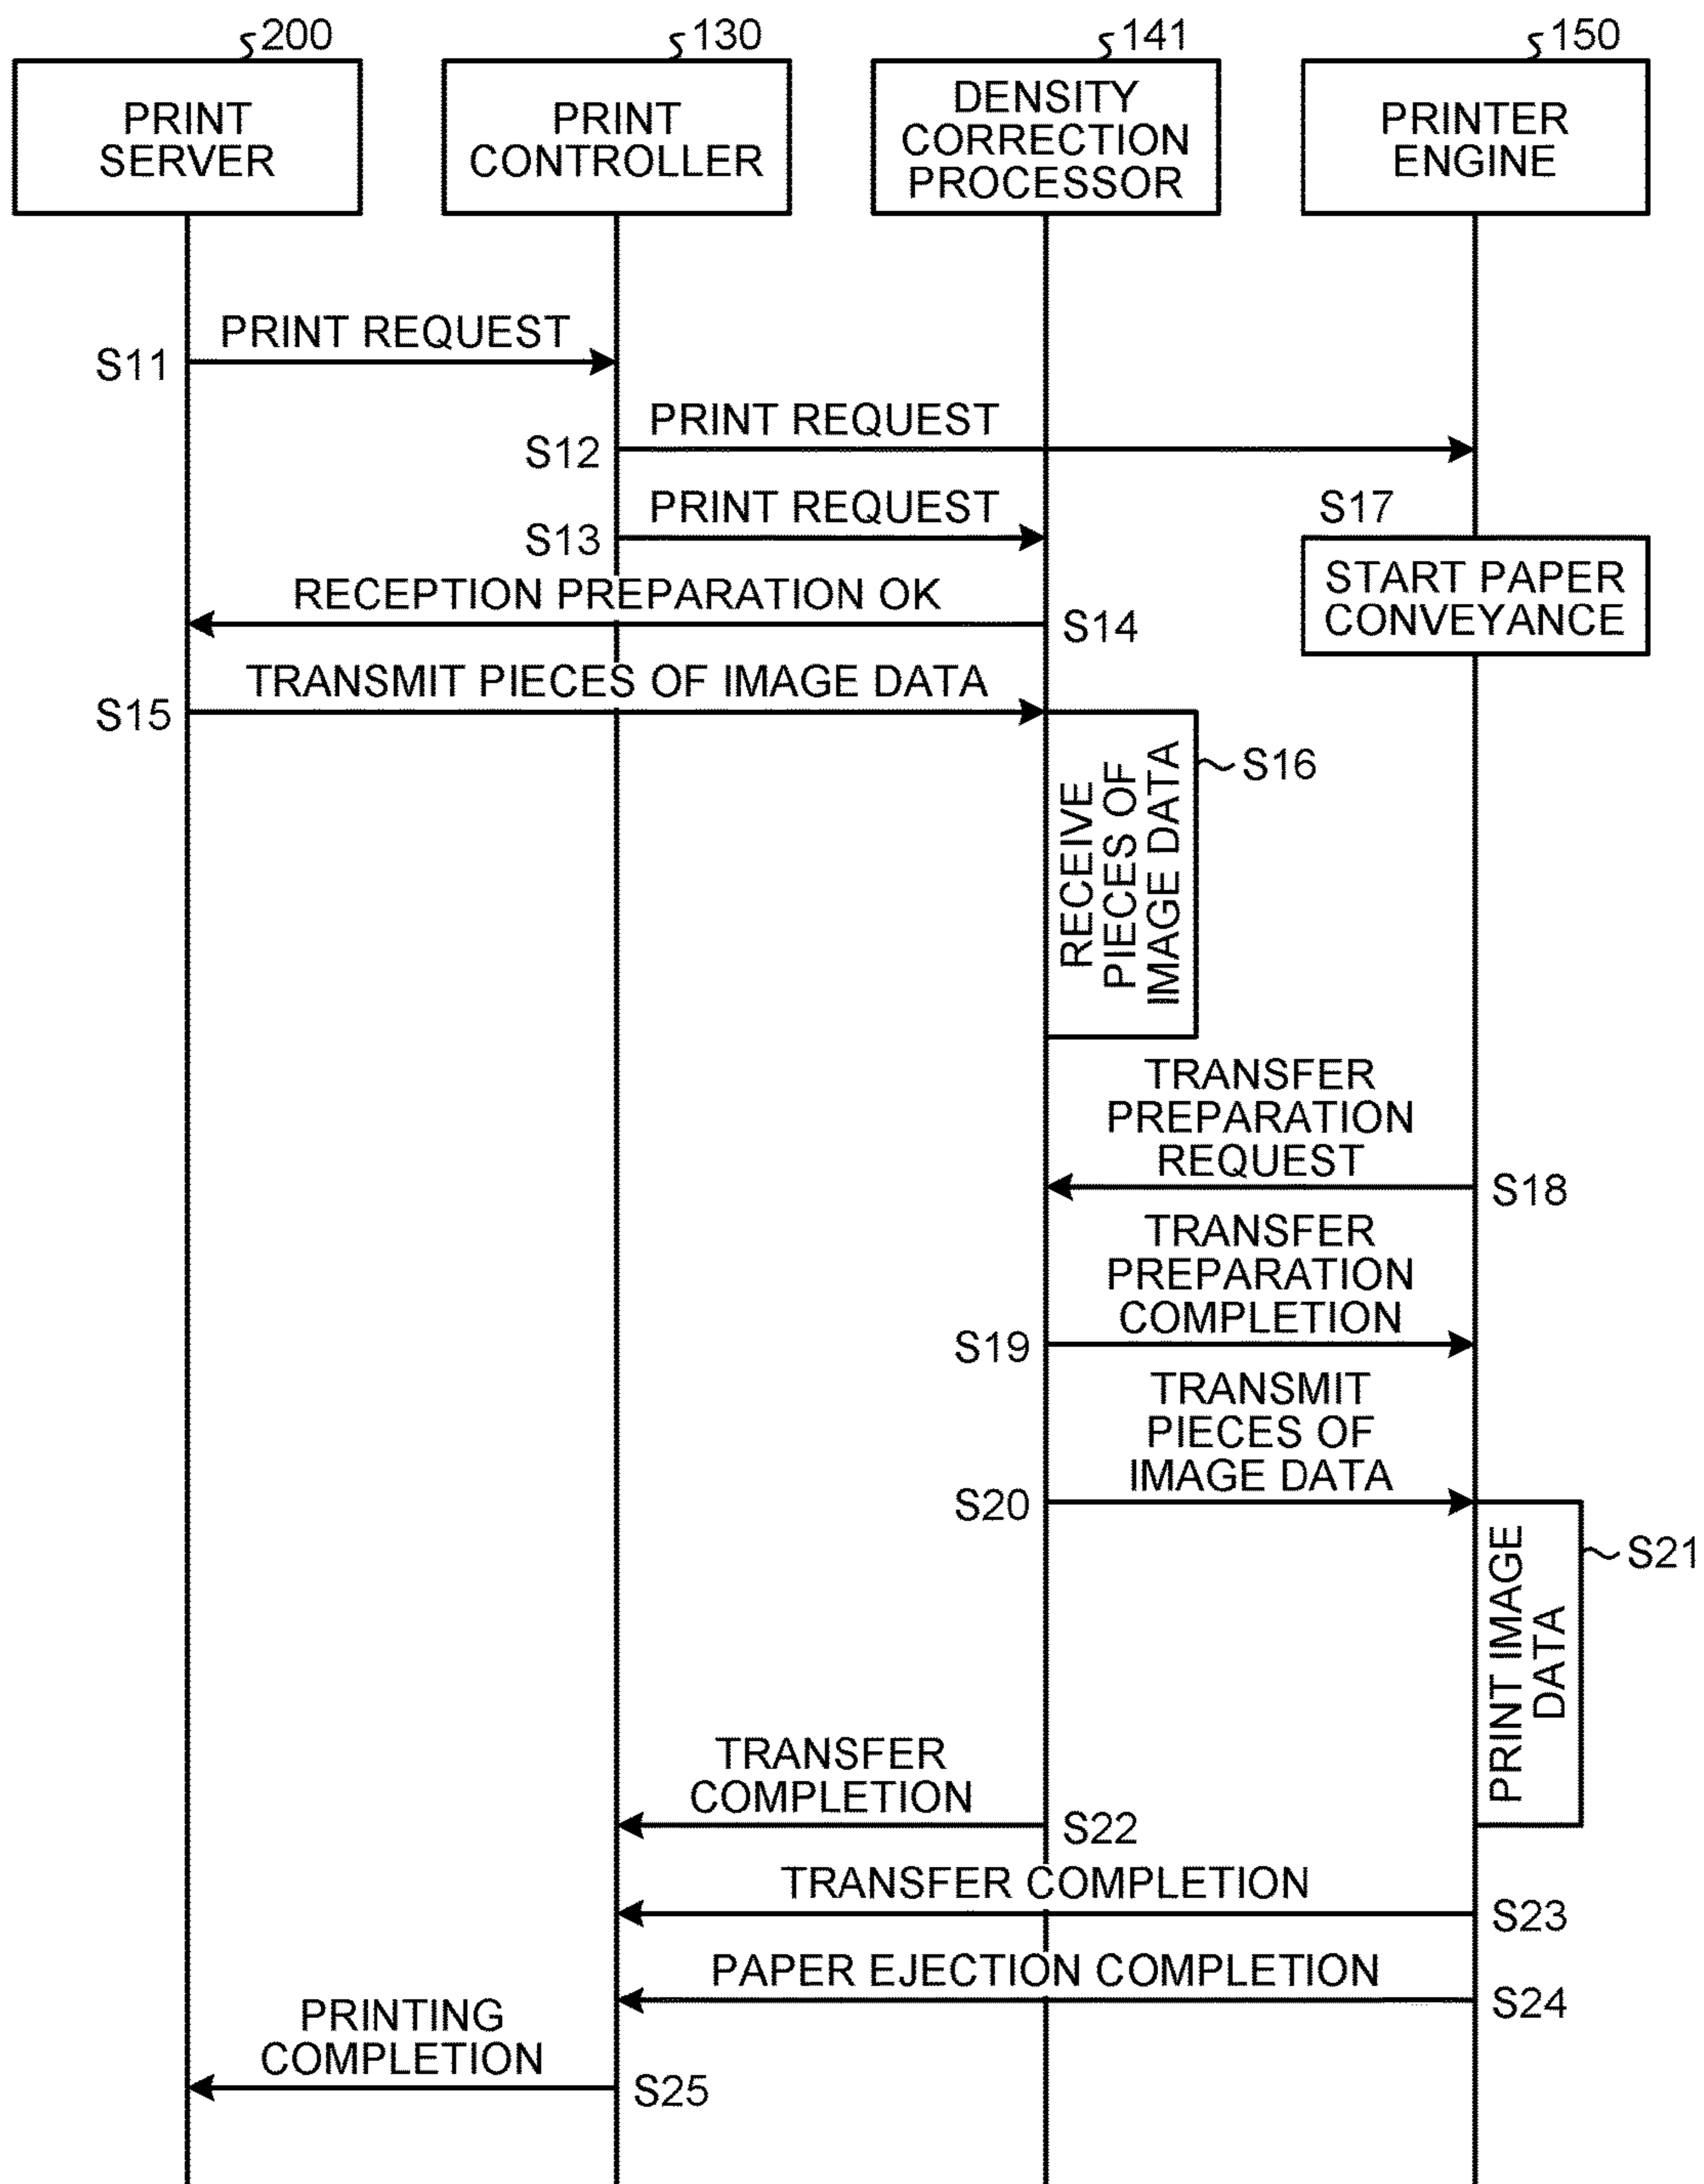 200
130
141
150
PRINT
SERVER
PRINT
CONTROLLER
DENSITY
CORRECTION
PROCESSOR
PRINTER
ENGINE
PRINT REQUEST
S11
PRINT REQUEST
S12
PRINT REQUEST
S13
S17
START PAPER
CONVEYANCE
RECEPTION PREPARATION OK
S14
TRANSMIT PIECES OF IMAGE DATA
S15
RECEIVE
PIECES OF
IMAGE DATA
S16
TRANSFER
PREPARATION
REQUEST
S18
TRANSFER
PREPARATION
COMPLETION
S19
TRANSMIT
PIECES OF
IMAGE DATA
S20
PRINT IMAGE
DATA
S21
TRANSFER
COMPLETION
S22
TRANSFER COMPLETION
S23
PAPER EJECTION COMPLETION
S24
PRINTING
COMPLETION
S25